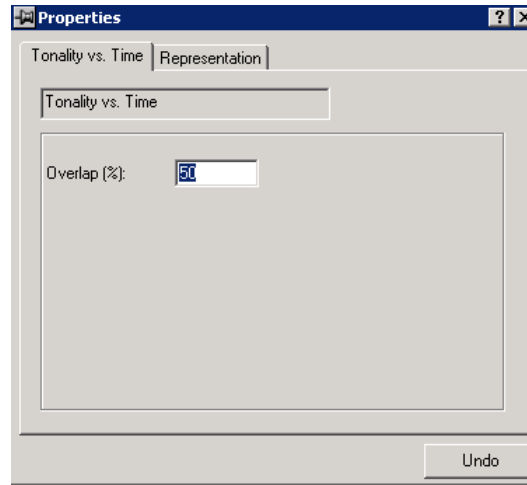 Properties
Tonality vs. Time Representation
Tonality vs. Time
Overlap (%): 50
Undo